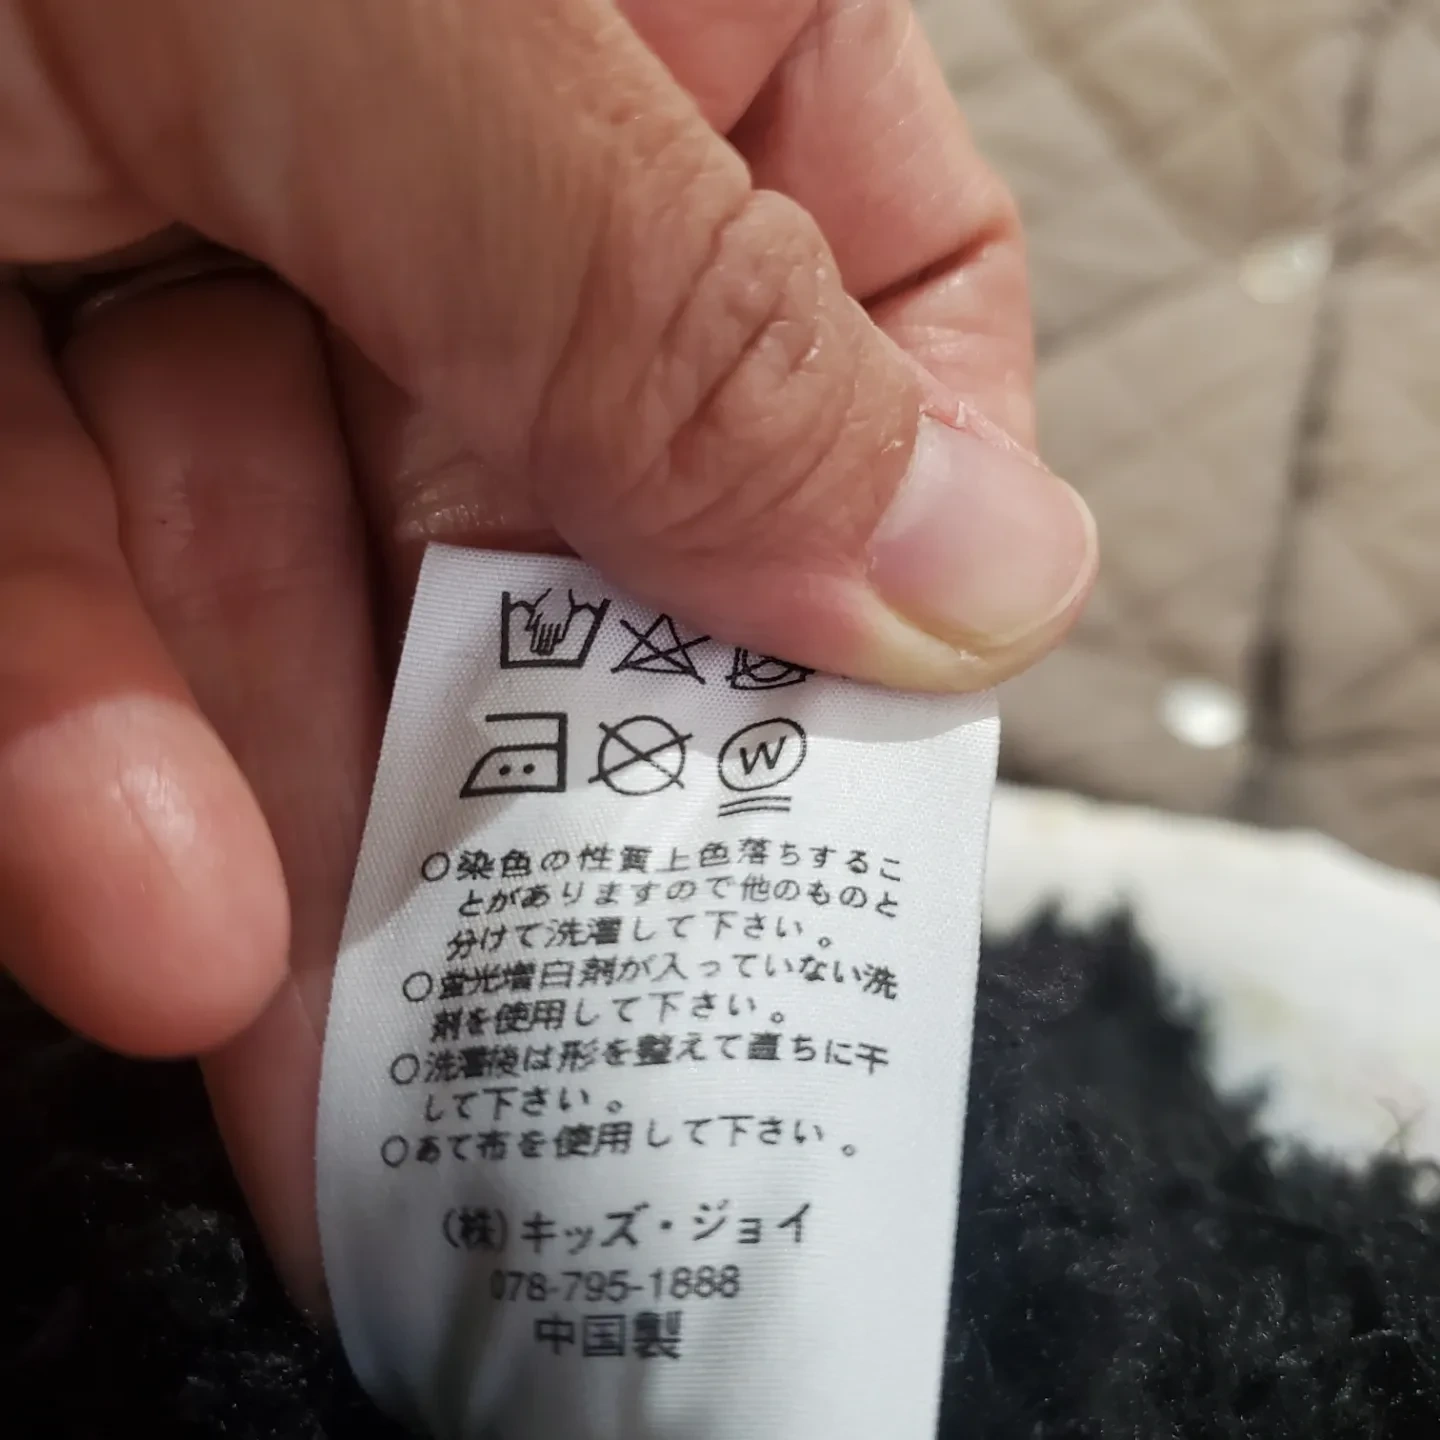 W
○染色の性質上色落ちするこ
とがありますので他のものと
分けて洗濯して下さい。
○蛍光増白剤が入っていない洗
剤を使用して下さい。
○洗濯後は形を整えて直ちに干
して下さい。
○あて布を使用して下さい。
(株)キッズ・ジョイ
078-795-1888
中国製